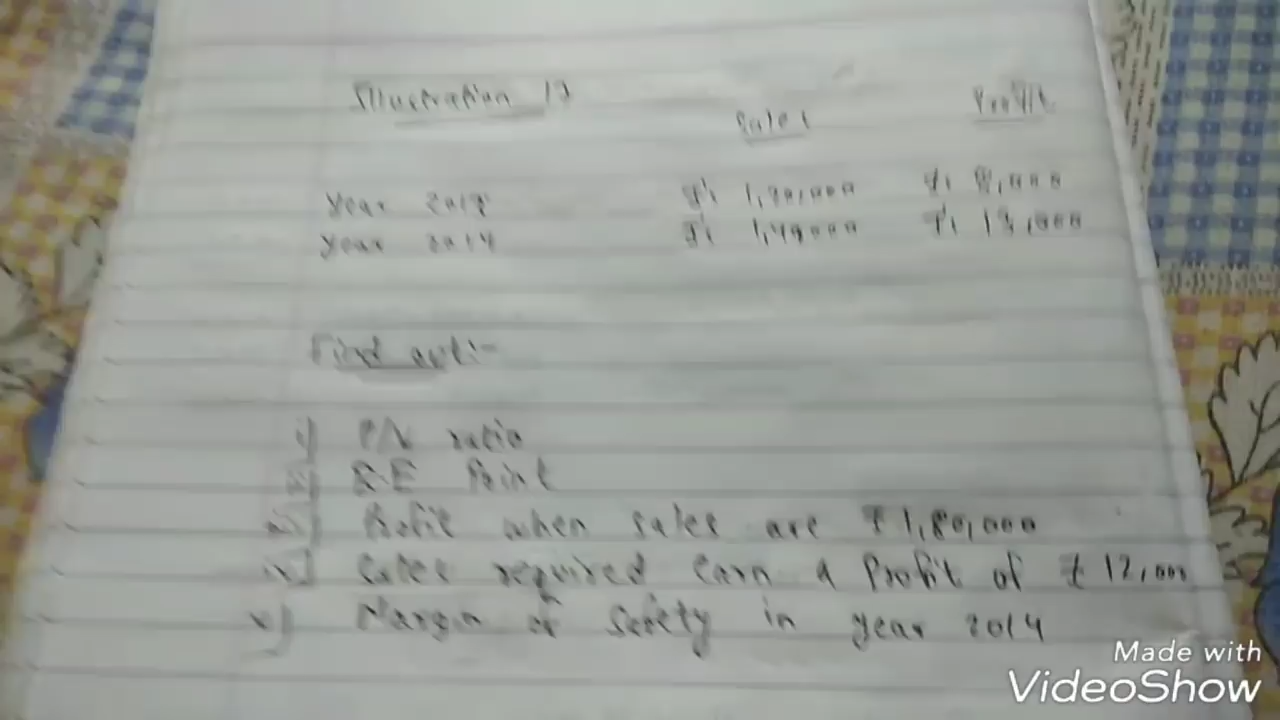 Illustration 17
Sales Profit
Year 2013
Year 2014 13,000
Find out:-
i) P/V ratio
ii) B.E Point
iii) Profit when sales are ₹ 1,80,000
iv) Sales required earn a Profit of ₹ 12,000
v) Margin of Safety in year 2014
Made with
VideoShow